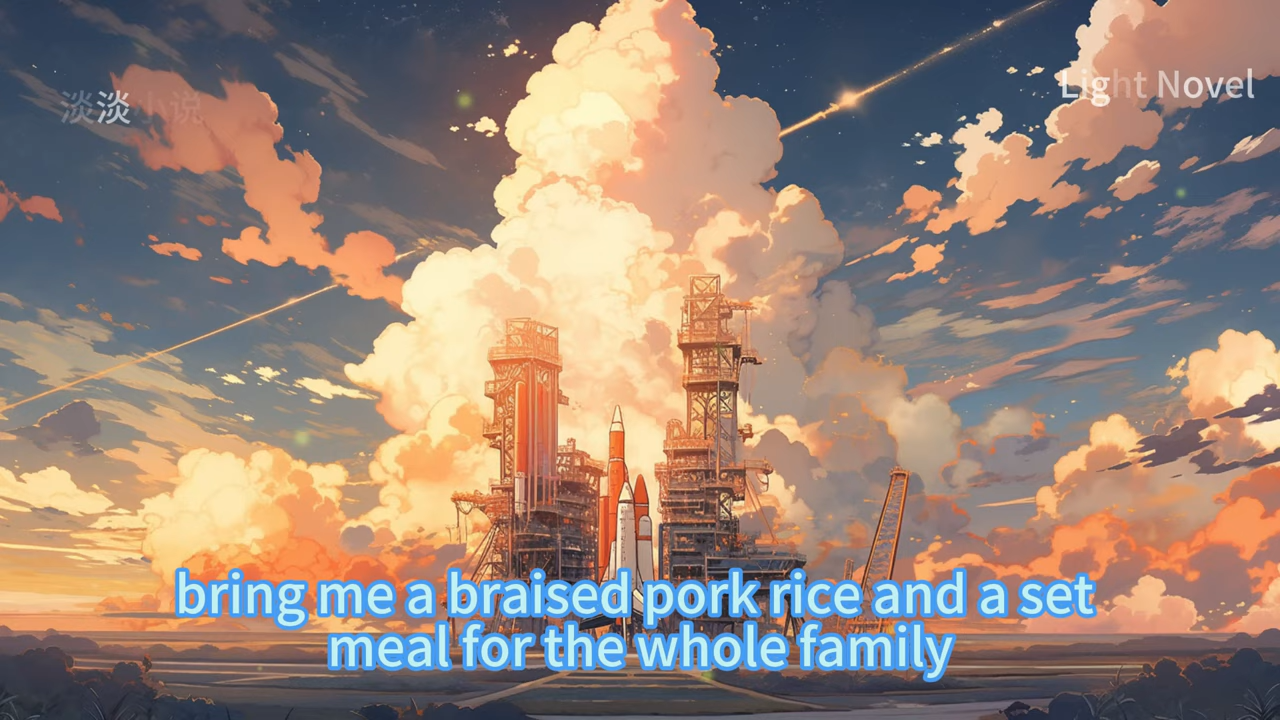 淡淡小说
Light Novel
bring me a braised pork rice and a set
meal for the whole family